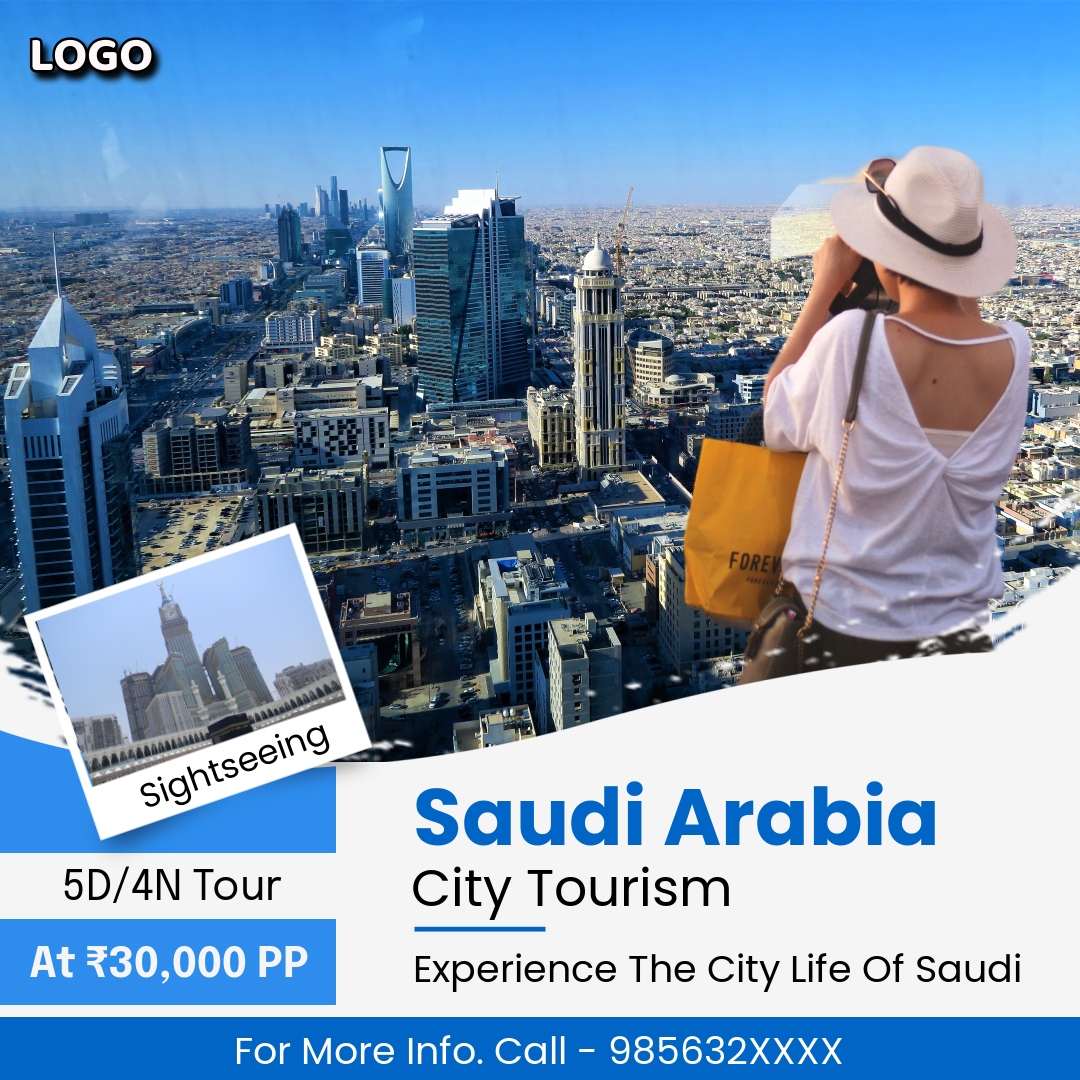 LOGO
FOREV
Sightseeing
Saudi Arabia
City Tourism
5D/4N Tour
At ₹30,000 PP
Experience The City Life Of Saudi
For More Info. Call - 985632XXXX